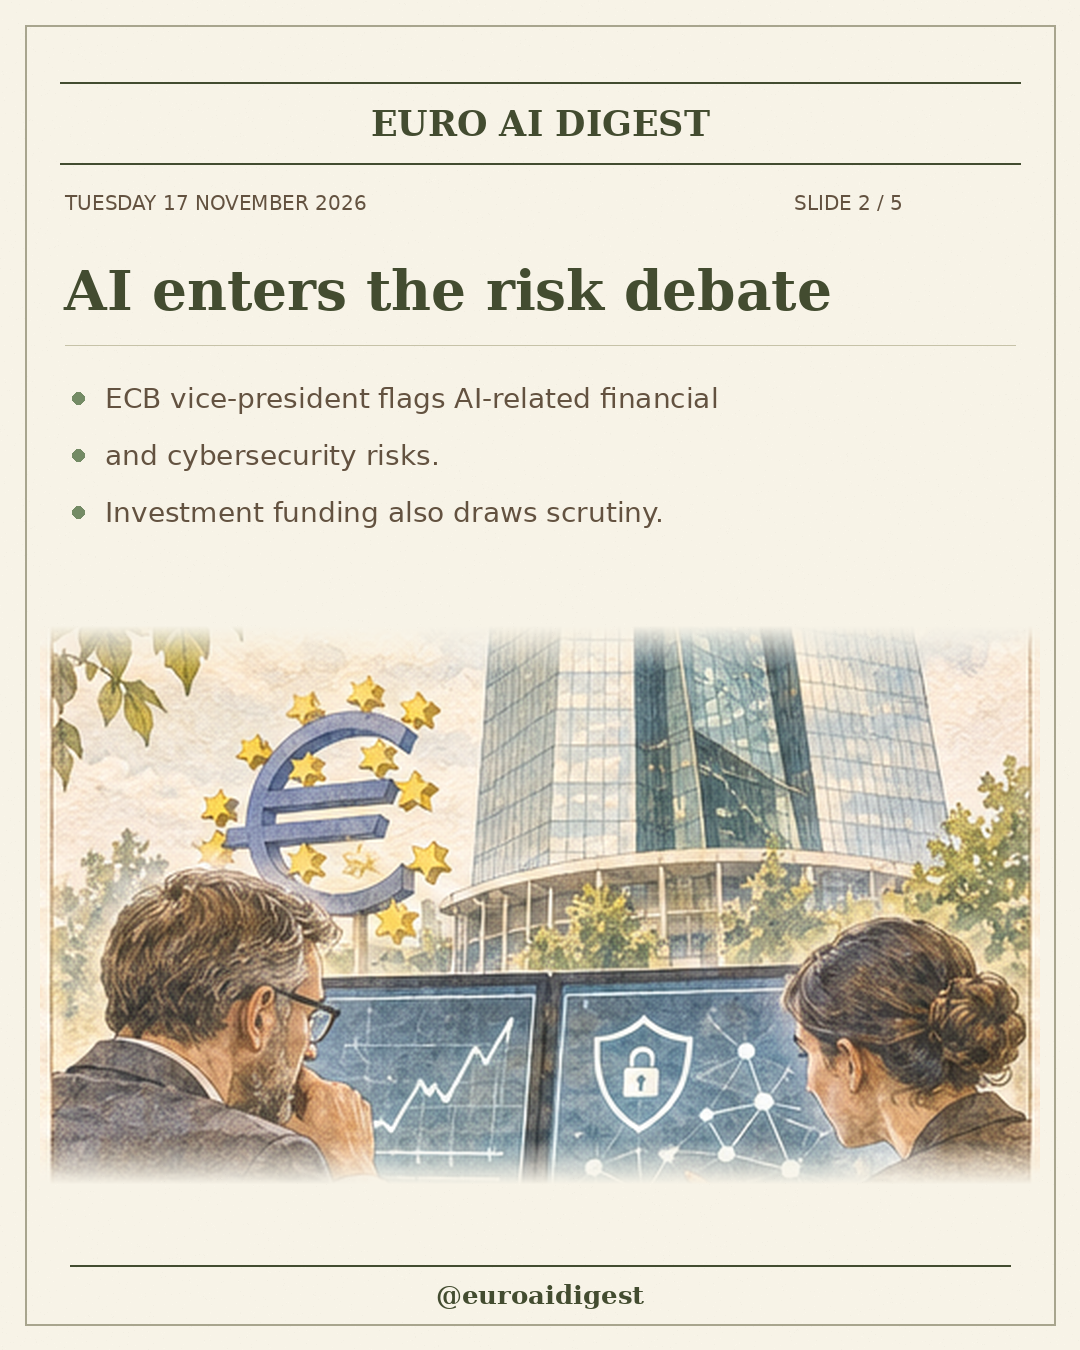 EURO AI DIGEST
TUESDAY 17 NOVEMBER 2026
SLIDE 2 / 5
AI enters the risk debate
ECB vice-president flags AI-related financial
and cybersecurity risks.
Investment funding also draws scrutiny.
@euroaidigest